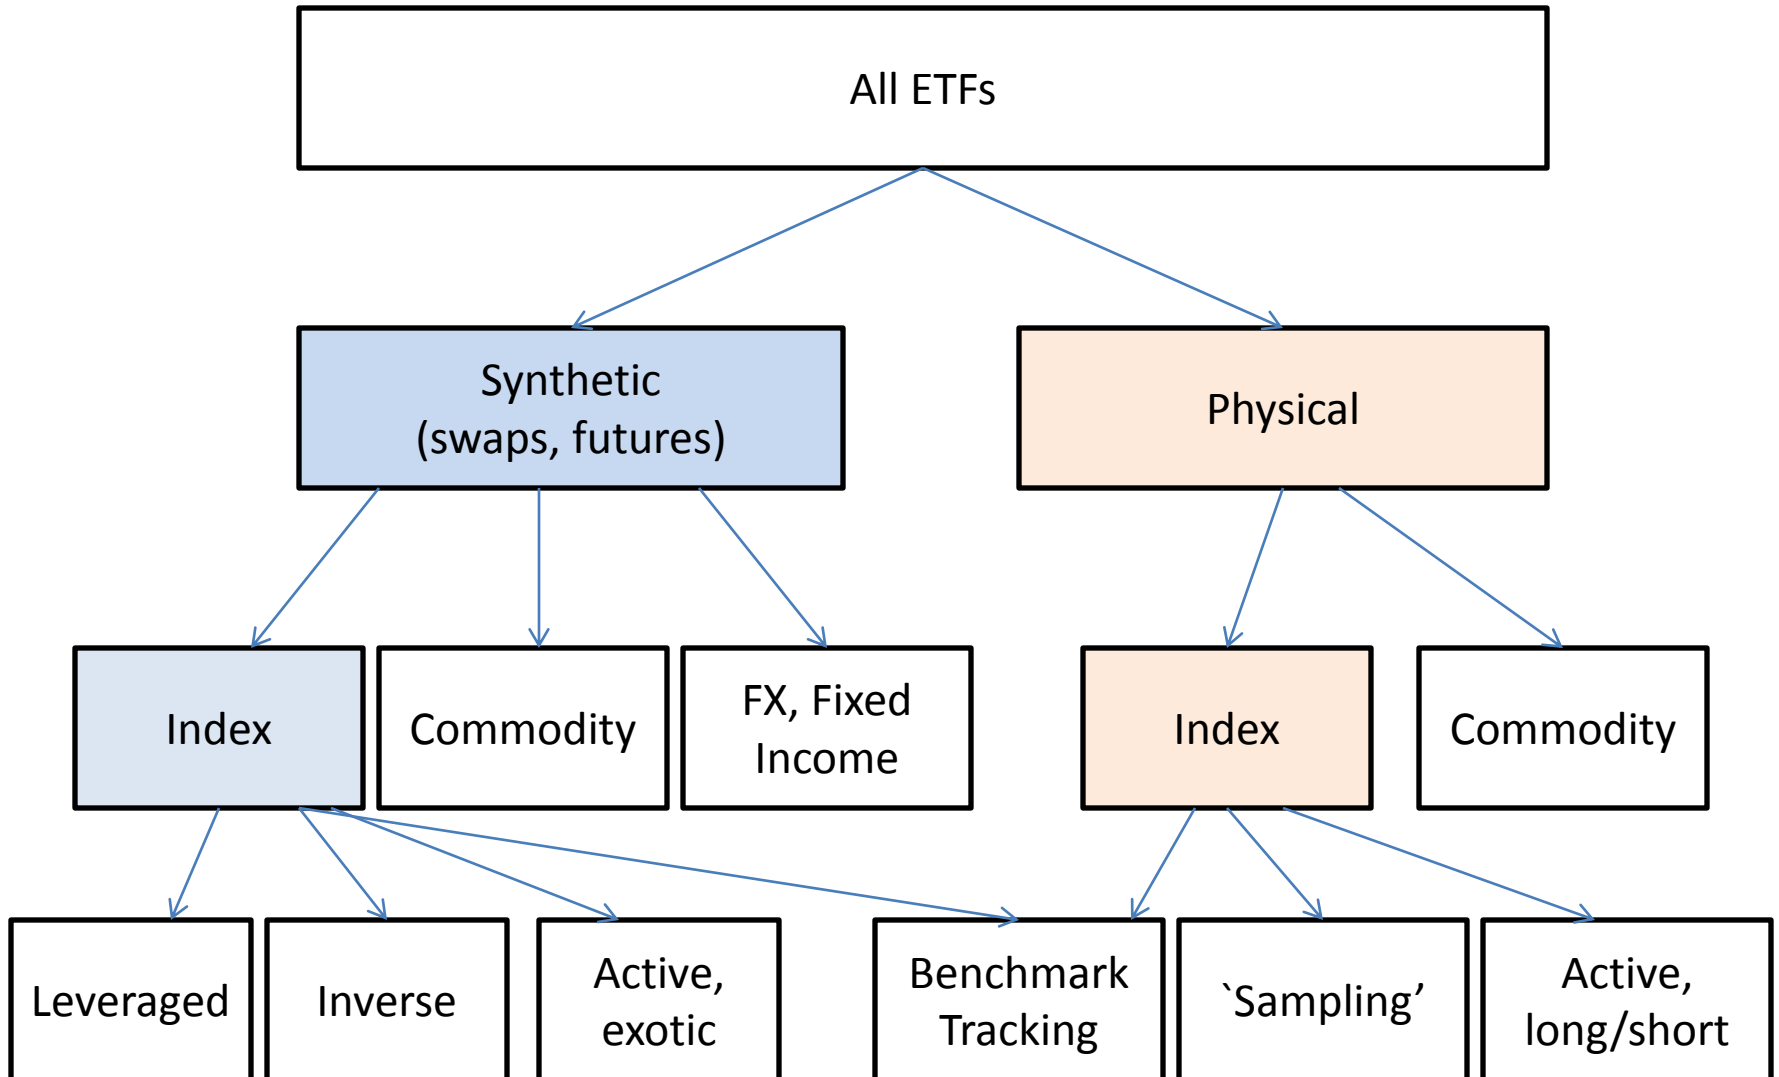 All ETFs
Synthetic
(swaps, futures)
Physical
Index
Commodity
FX, Fixed
Income
Index
Commodity
Leveraged
Inverse
Active,
exotic
Benchmark
Tracking
`Sampling’
Active,
long/short